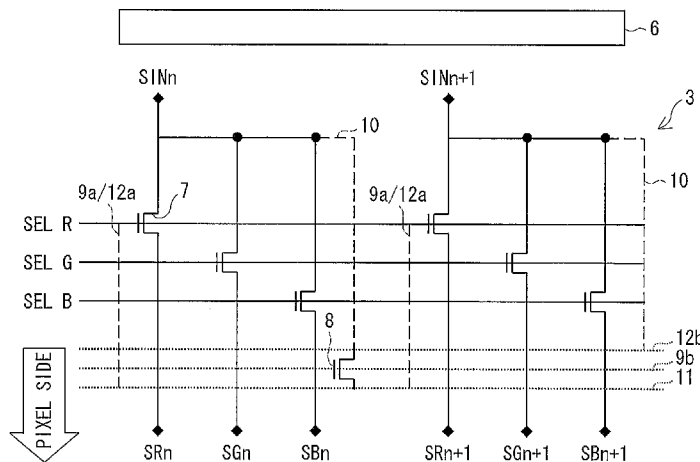 6
SINn
SINn+1
3
10
10
9a/12a
7
9a/12a
SEL R
SEL G
SEL B
8
12b
9b
11
PIXEL SIDE
SRn
SGn
SBn
SRn+1
SGn+1
SBn+1